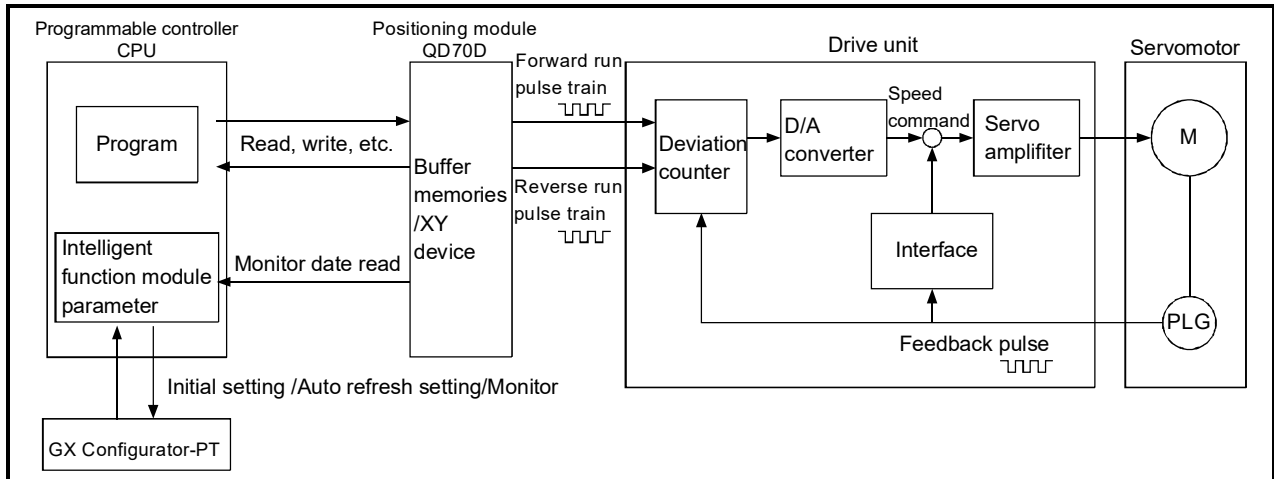 Programmable controller
CPU
Program
Intelligent
function module
parameter
GX Configurator-PT
Read, write, etc.
Monitor date read
Initial setting /Auto refresh setting/Monitor
Positioning module
QD70D
Buffer
memories
/XY
device
Forward run
pulse train
Reverse run
pulse train
Drive unit
Deviation
counter
D/A
converter
Speed
command
Servo
amplifiter
Interface
Feedback pulse
Servomotor
M
PLG